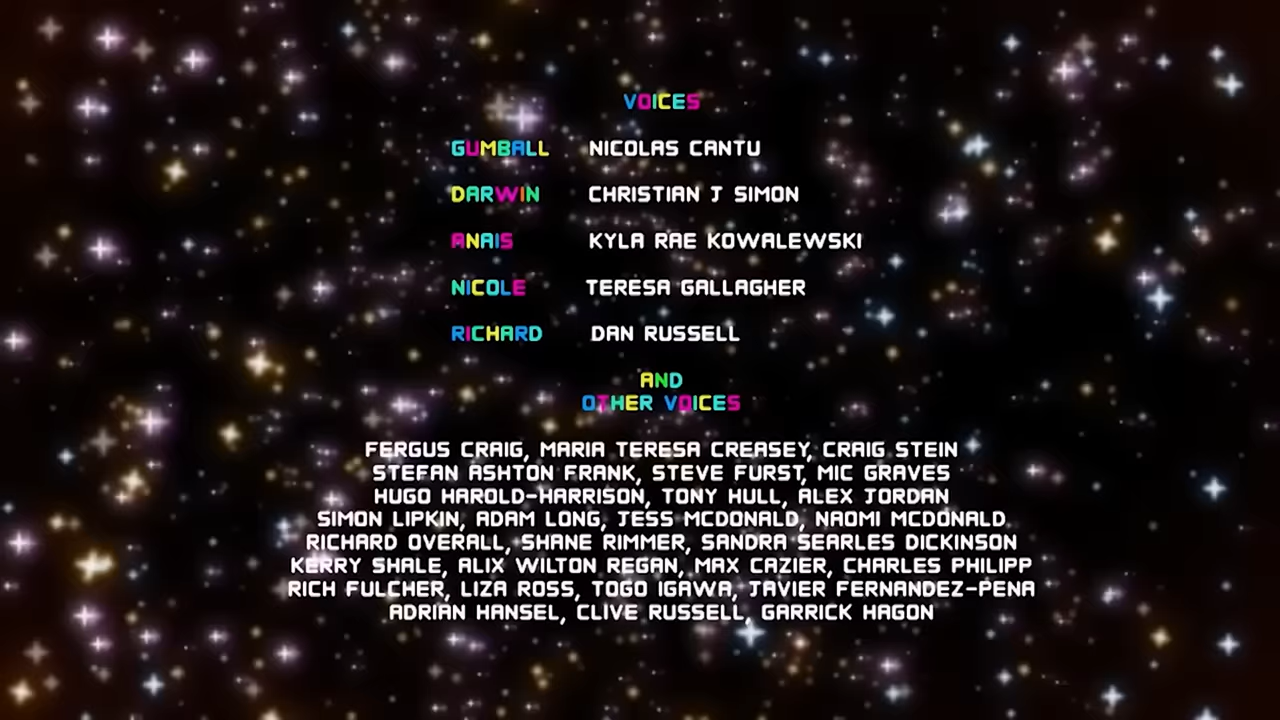 VOICES
GUMBALL NICOLAS CANTU
DARWIN CHRISTIAN J SIMON
ANAIS KYLA RAE KOWALEWSKI
NICOLE TERESA GALLAGHER
RICHARD DAN RUSSELL
AND
OTHER VOICES
FERGUS CRAIG, MARIA TERESA CREASEY, CRAIG STEIN
STEFAN ASHTON FRANK, STEVE FURST, MIC GRAVES
HUGO HAROLD-HARRISON, TONY HULL, ALEX JORDAN
SIMON LIPKIN, ADAM LONG, JESS MCDONALD, NAOMI MCDONALD
RICHARD OVERALL, SHANE RIMMER, SANDRA SEARLES DICKINSON
KERRY SHALE, ALIX WILTON REGAN, MAX CAZIER, CHARLES PHILIPP
RICH FULCHER, LIZA ROSS, TOGO IGAWA, JAVIER FERNANDEZ-PENA
ADRIAN HANSEL, CLIVE RUSSELL, GARRICK HAGON